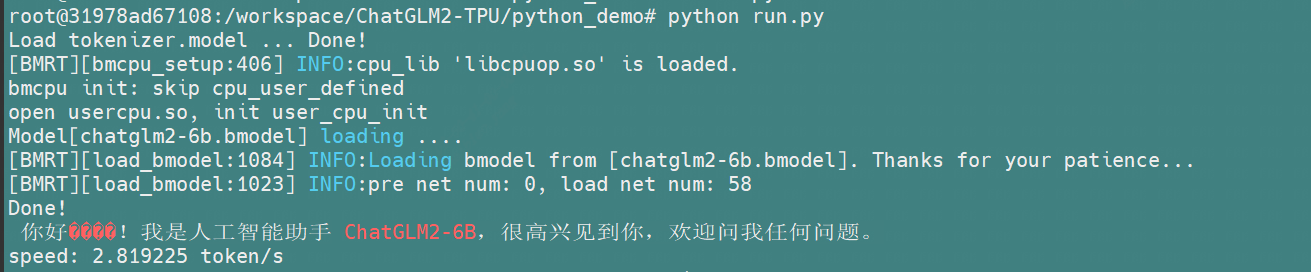 root@31978ad67108:/workspace/ChatGLM2-TPU/python_demo# python run.py
Load tokenizer.model ... Done!
[BMRT][bmcpu_setup:406] INFO:cpu_lib 'libcpuop.so' is loaded.
bmcpu init: skip cpu_user_defined
open usercpu.so, init user_cpu_init
Model[chatglm2-6b.bmodel] loading ....
[BMRT][load_bmodel:1084] INFO:Loading bmodel from [chatglm2-6b.bmodel]. Thanks for your patience...
[BMRT][load_bmodel:1023] INFO:pre net num: 0, load net num: 58
Done!
你好����！我是人工智能助手 ChatGLM2-6B，很高兴见到你，欢迎问我任何问题。
speed: 2.819225 token/s